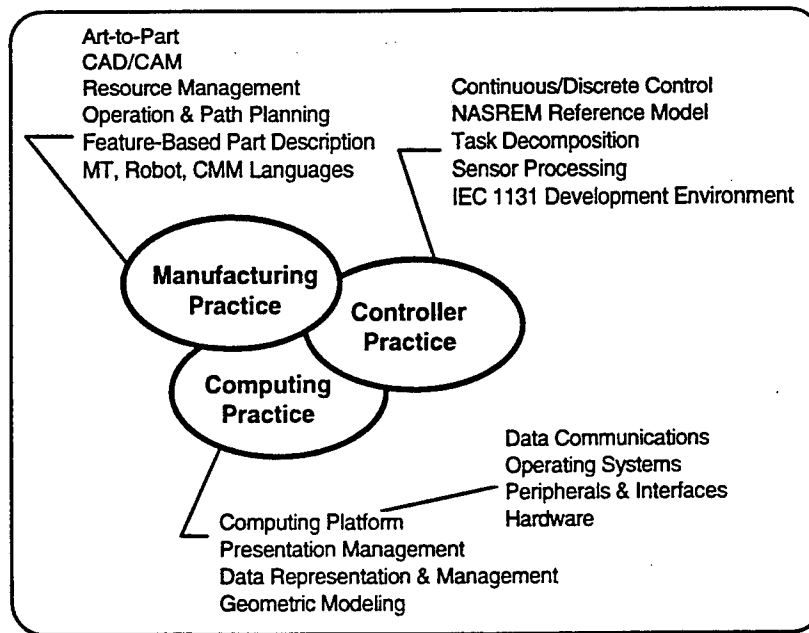 Art-to-Part
CAD/CAM
Resource Management
Operation & Path Planning
Feature-Based Part Description
MT, Robot, CMM Languages
Continuous/Discrete Control
NASREM Reference Model
Task Decomposition
Sensor Processing
IEC 1131 Development Environment
Manufacturing
Practice
Controller
Practice
Computing
Practice
Data Communications
Operating Systems
Peripherals & Interfaces
Hardware
Computing Platform
Presentation Management
Data Representation & Management
Geometric Modeling